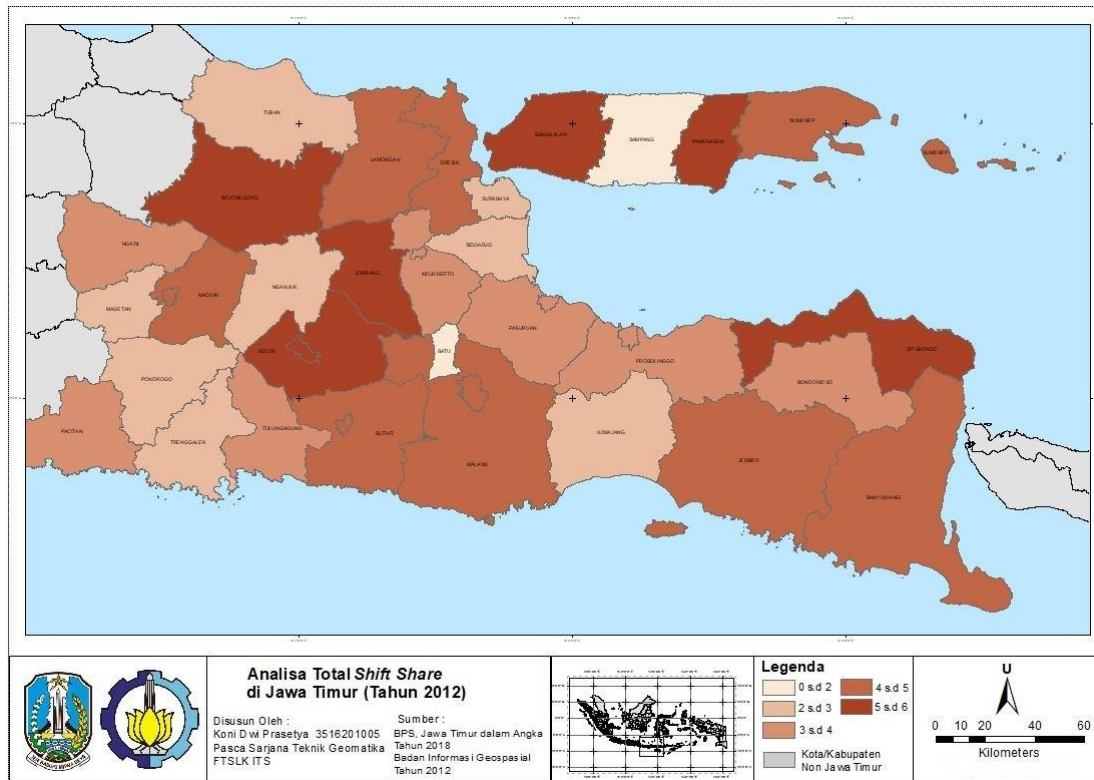 TUBAN
LAMONGAN
GRESIK
BANGKALAN
SAMPANG
PAMEKASAN
SUMENEP
SUMENEP
BOJONEGORO
SURABAYA
SIDOARJO
NGAWI
MADIUN
NGANJUK
JOMBANG
MOJOKERTO
MAGETAN
PASURUAN
KEDIRI
BATU
PROBOLINGGO
SITUBONDO
BONDOWOSO
PONOROGO
PACITAN
TRENGGALEK
TULUNGAGUNG
BLITAR
MALANG
LUMAJANG
JEMBER
BANYUWANGI
Analisa Total Shift Share
di Jawa Timur (Tahun 2012)
Disusun Oleh :
Koni Dwi Prasetya 3516201005
Pasca Sarjana Teknik Geomatika
FTSLK ITS
Sumber :
BPS, Jawa Timur dalam Angka
Tahun 2018
Badan Informasi Geospasial
Tahun 2012
Legenda
0 s.d 2
2 s.d 3
3 s.d 4
4 s.d 5
5 s.d 6
Kota/Kabupaten
Non Jawa Timur
U
0 10 20 40 60
Kilometers